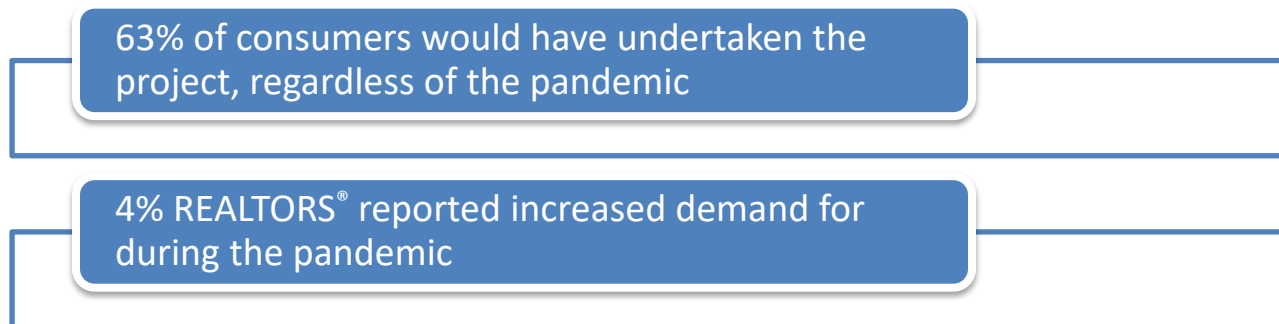 63% of consumers would have undertaken the
project, regardless of the pandemic
4% REALTORS® reported increased demand for
during the pandemic